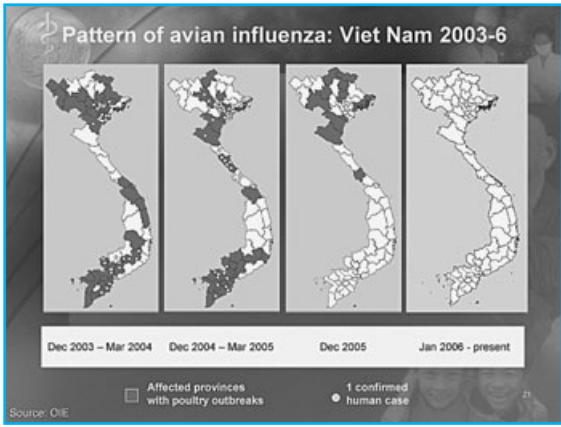 Pattern of avian influenza: Viet Nam 2003-6
Dec 2003 – Mar 2004
Dec 2004 – Mar 2005
Dec 2005
Jan 2006 - present
Affected provinces
with poultry outbreaks
1 confirmed
human case
21
Source: OIE